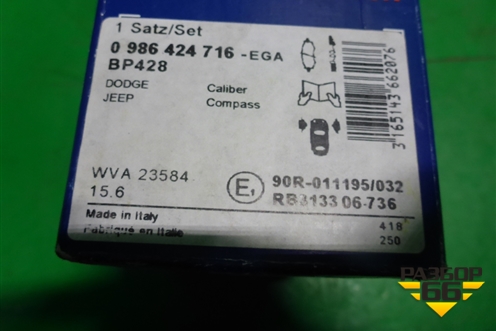 1 Satz/Set
0 986 424 716 -EGA
BP428
DODGE Caliber
JEEP Compass
3165143662076
WVA 23584
15.6
E1
90R-011195/032
RB3133 06-736
Made in Italy
Fabriqué en Italie
418
250
РАЗБОР
66